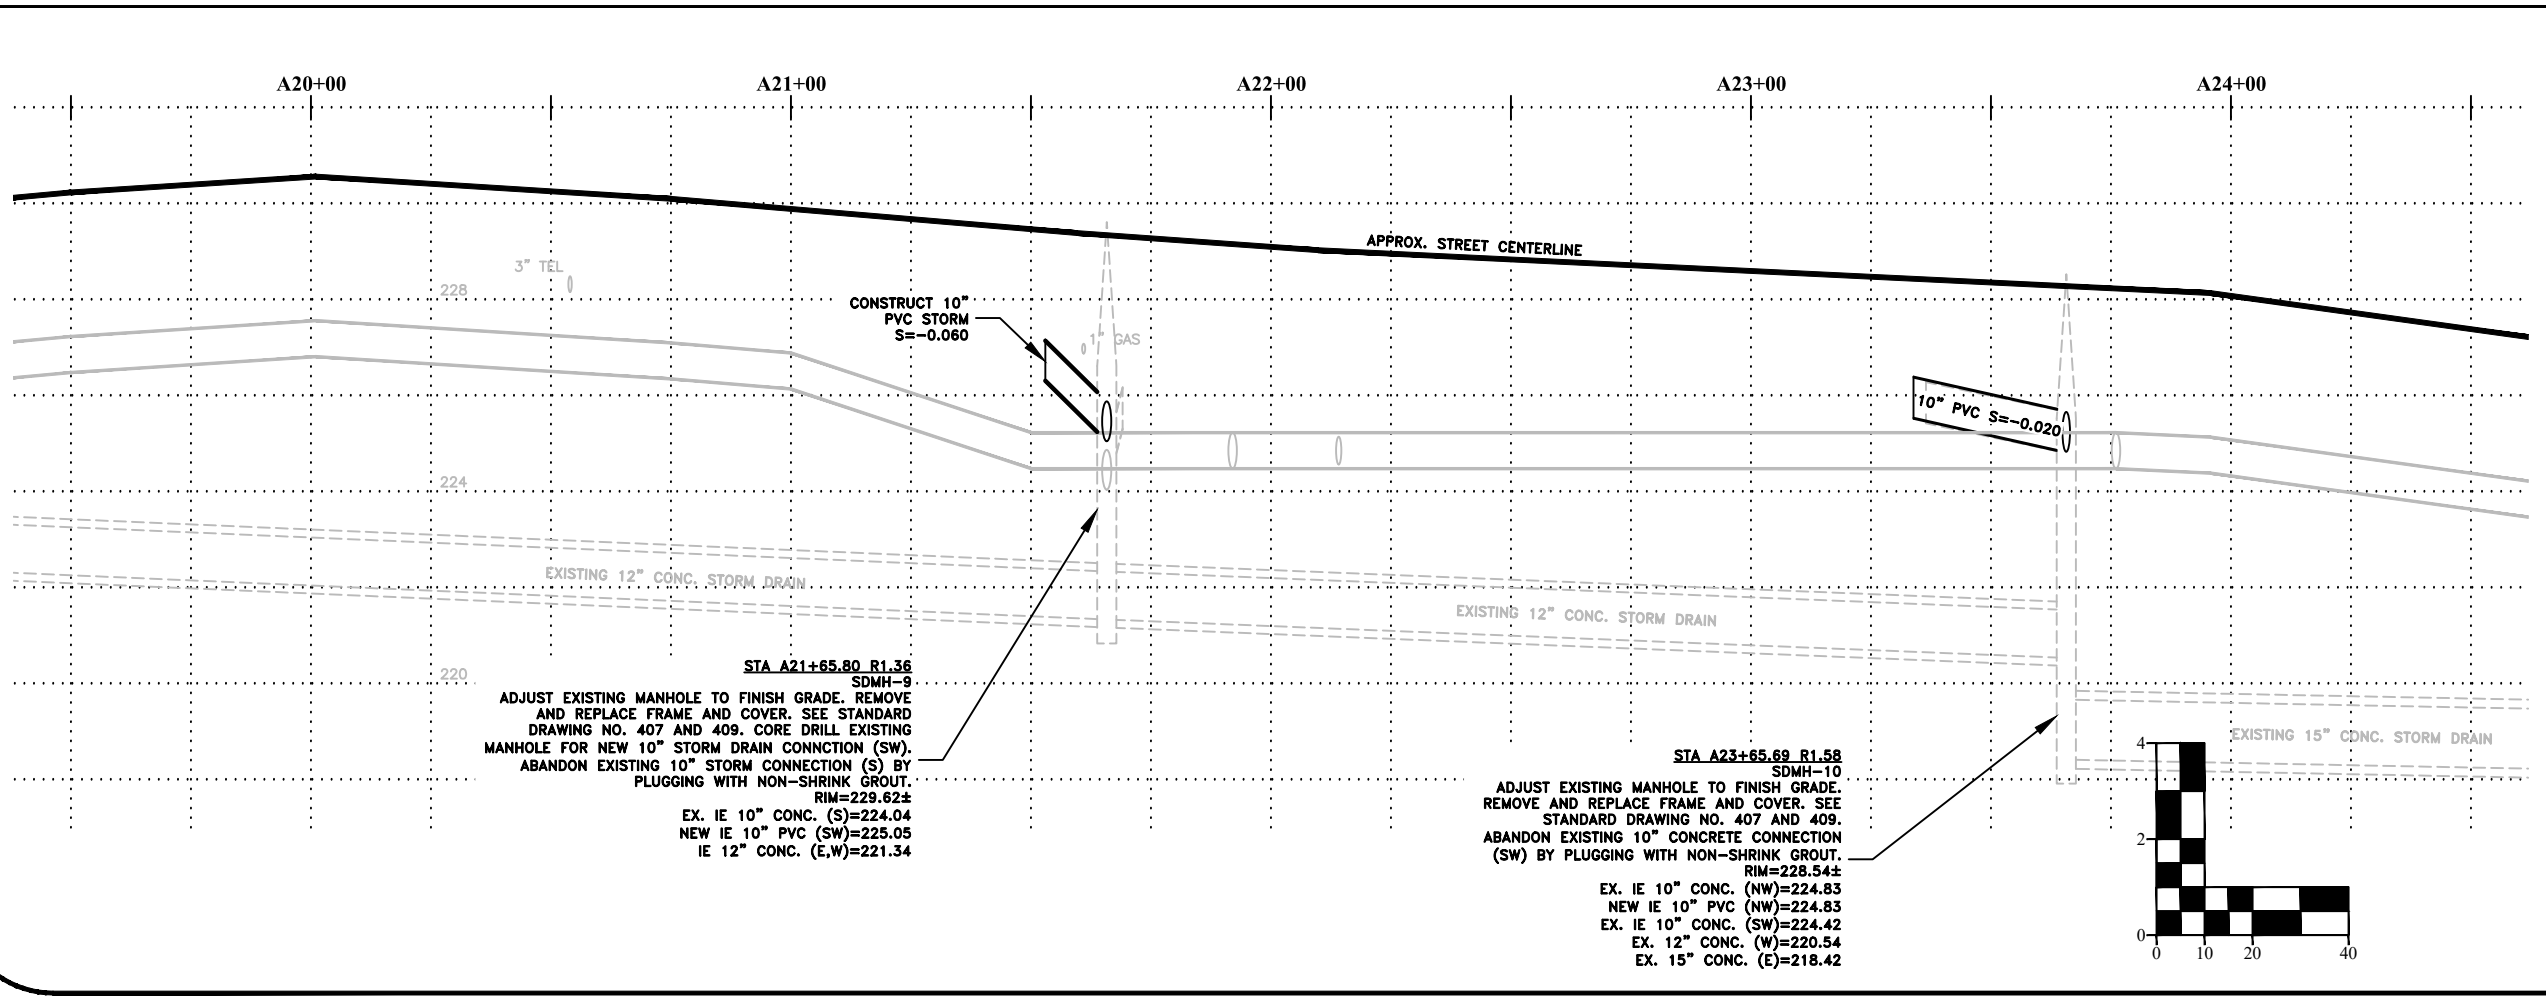 A20+00
A21+00
A22+00
A23+00
A24+00
APPROX. STREET CENTERLINE
3" TEL
228
CONSTRUCT 10"
PVC STORM
S=-0.060
1" GAS
10" PVC S=-0.020
224
EXISTING 12" CONC. STORM DRAIN
EXISTING 12" CONC. STORM DRAIN
220
STA A21+65.80 R1.36
SDMH-9
ADJUST EXISTING MANHOLE TO FINISH GRADE. REMOVE
AND REPLACE FRAME AND COVER. SEE STANDARD
DRAWING NO. 407 AND 409. CORE DRILL EXISTING
MANHOLE FOR NEW 10" STORM DRAIN CONNCTION (SW).
ABANDON EXISTING 10" STORM CONNECTION (S) BY
PLUGGING WITH NON-SHRINK GROUT.
RIM=229.62±
EX. IE 10" CONC. (S)=224.04
NEW IE 10" PVC (SW)=225.05
IE 12" CONC. (E,W)=221.34
STA A23+65.69 R1.58
SDMH-10
ADJUST EXISTING MANHOLE TO FINISH GRADE.
REMOVE AND REPLACE FRAME AND COVER. SEE
STANDARD DRAWING NO. 407 AND 409.
ABANDON EXISTING 10" CONCRETE CONNECTION
(SW) BY PLUGGING WITH NON-SHRINK GROUT.
RIM=228.54±
EX. IE 10" CONC. (NW)=224.83
NEW IE 10" PVC (NW)=224.83
EX. IE 10" CONC. (SW)=224.42
EX. 12" CONC. (W)=220.54
EX. 15" CONC. (E)=218.42
EXISTING 15" CONC. STORM DRAIN
4
2
0
0 10 20 40